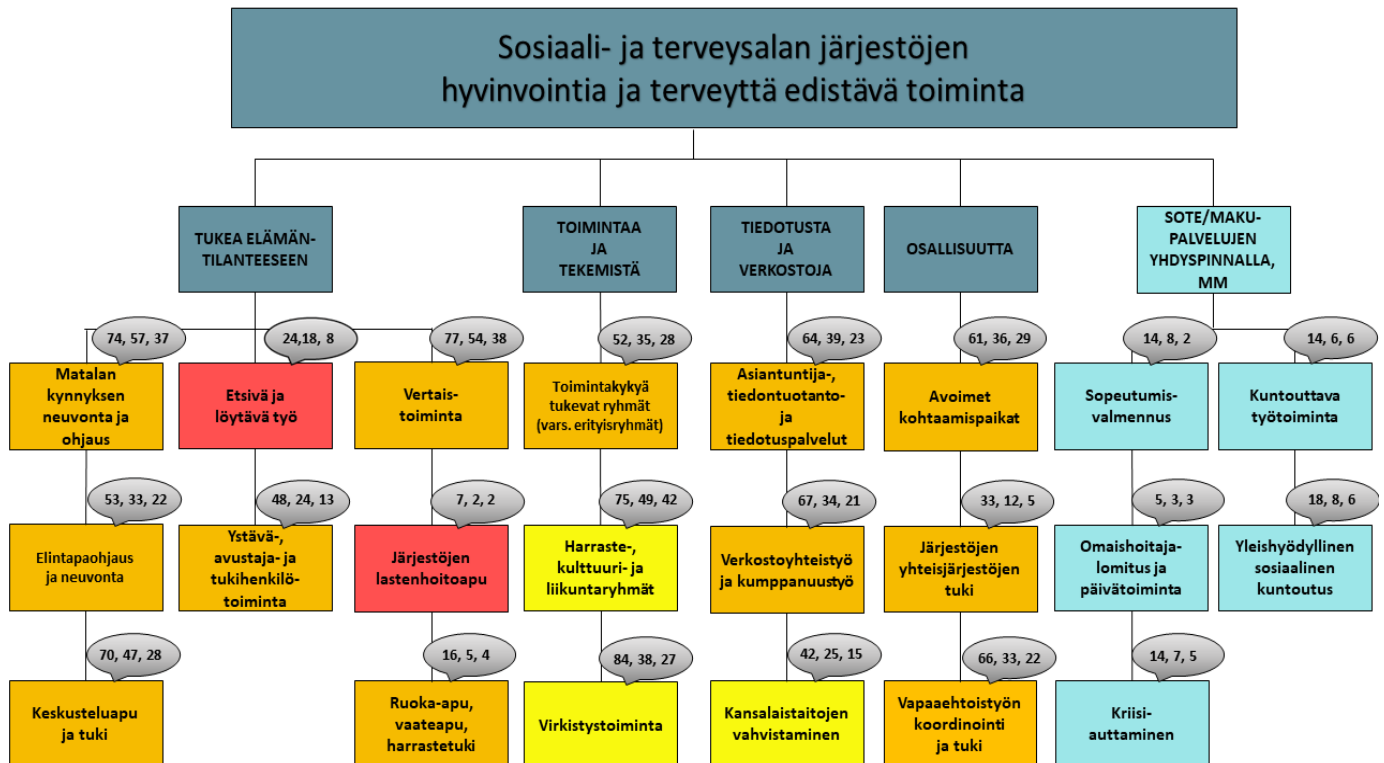 Sosiaali- ja terveysalan järjestöjen
hyvinvointia ja terveyttä edistävä toiminta
TUKEA ELÄMÄN-
TILANTEESEEN
TOIMINTAA
JA
TEKEMISTÄ
TIEDOTUSTA
JA
VERKOSTOJA
OSALLISUUTTA
SOTE/MAKU-
PALVELUJEN
YHDYSPINNALLA,
MM
74, 57, 37
24,18, 8
77, 54, 38
52, 35, 28
64, 39, 23
61, 36, 29
14, 8, 2
14, 6, 6
Matalan
kynnyksen
neuvonta ja
ohjaus
Etsivä ja
löytävä työ
Vertais-
toiminta
Toimintakykyä
tukevat ryhmät
(vars. erityisryhmät)
Asiantuntija-,
tiedontuotanto-
ja
tiedotuspalvelut
Avoimet
kohtaamispaikat
Sopeutumis-
valmennus
Kuntouttava
työtoiminta
53, 33, 22
48, 24, 13
7, 2, 2
75, 49, 42
67, 34, 21
33, 12, 5
5, 3, 3
18, 8, 6
Elintapaohjaus
ja neuvonta
Ystävä-,
avustaja- ja
tukihenkilö-
toiminta
Järjestöjen
lastenhoitoapu
Harraste-,
kulttuuri- ja
liikuntaryhmät
Verkostoyhteistyö
ja kumppanuustyö
Järjestöjen
yhteisjärjestöjen
tuki
Omaishoitaja-
lomitus ja
päivätoiminta
Yleishyödyllinen
sosiaalinen
kuntoutus
70, 47, 28
16, 5, 4
84, 38, 27
42, 25, 15
66, 33, 22
14, 7, 5
Keskusteluapu
ja tuki
Ruoka-apu,
vaateapu,
harrastetuki
Virkistystoiminta
Kansalaistaitojen
vahvistaminen
Vapaaehtoistyön
koordinointi
ja tuki
Kriisi-
auttaminen